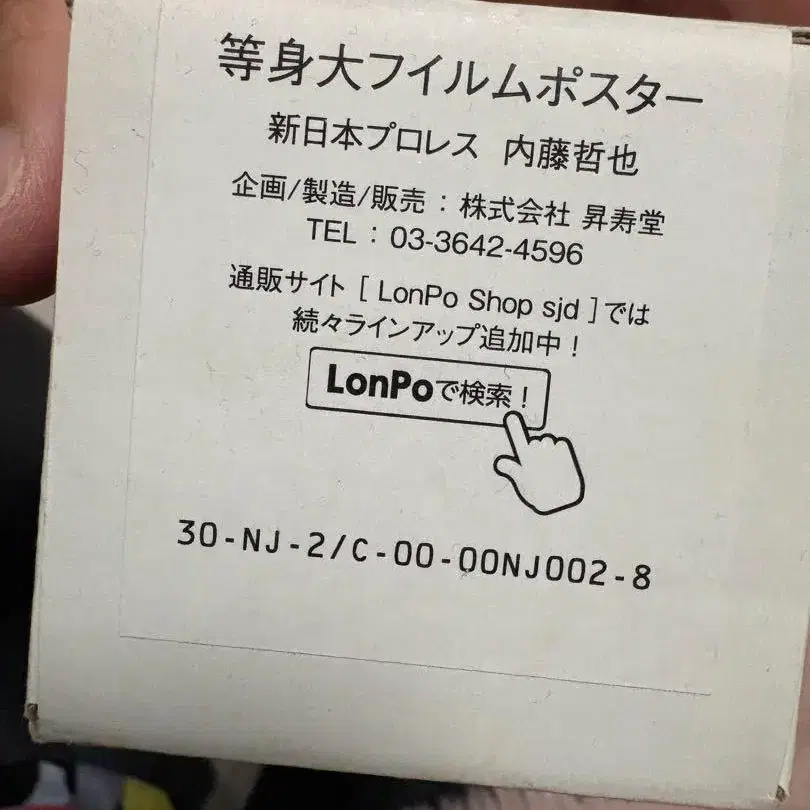 等身大フイルムポスター
新日本プロレス 内藤哲也
企画/製造/販売 : 株式会社 昇寿堂
TEL : 03-3642-4596
通販サイト [ LonPo Shop sjd ] では
続々ラインアップ追加中 !
LonPoで検索 !
30-NJ-2/C-00-00NJ002-8